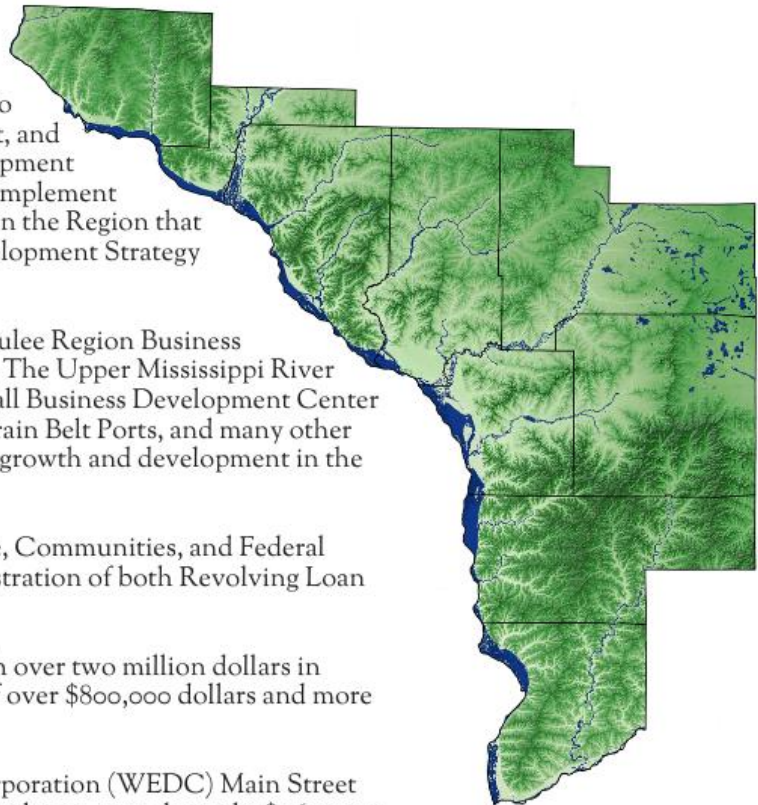 t, and
pment
mplement
n the Region that
lopment Strategy
ulee Region Business
The Upper Mississippi River
all Business Development Center
rain Belt Ports, and many other
growth and development in the
, Communities, and Federal
stration of both Revolving Loan
over two million dollars in
over $800,000 dollars and more
rporation (WEDC) Main Street